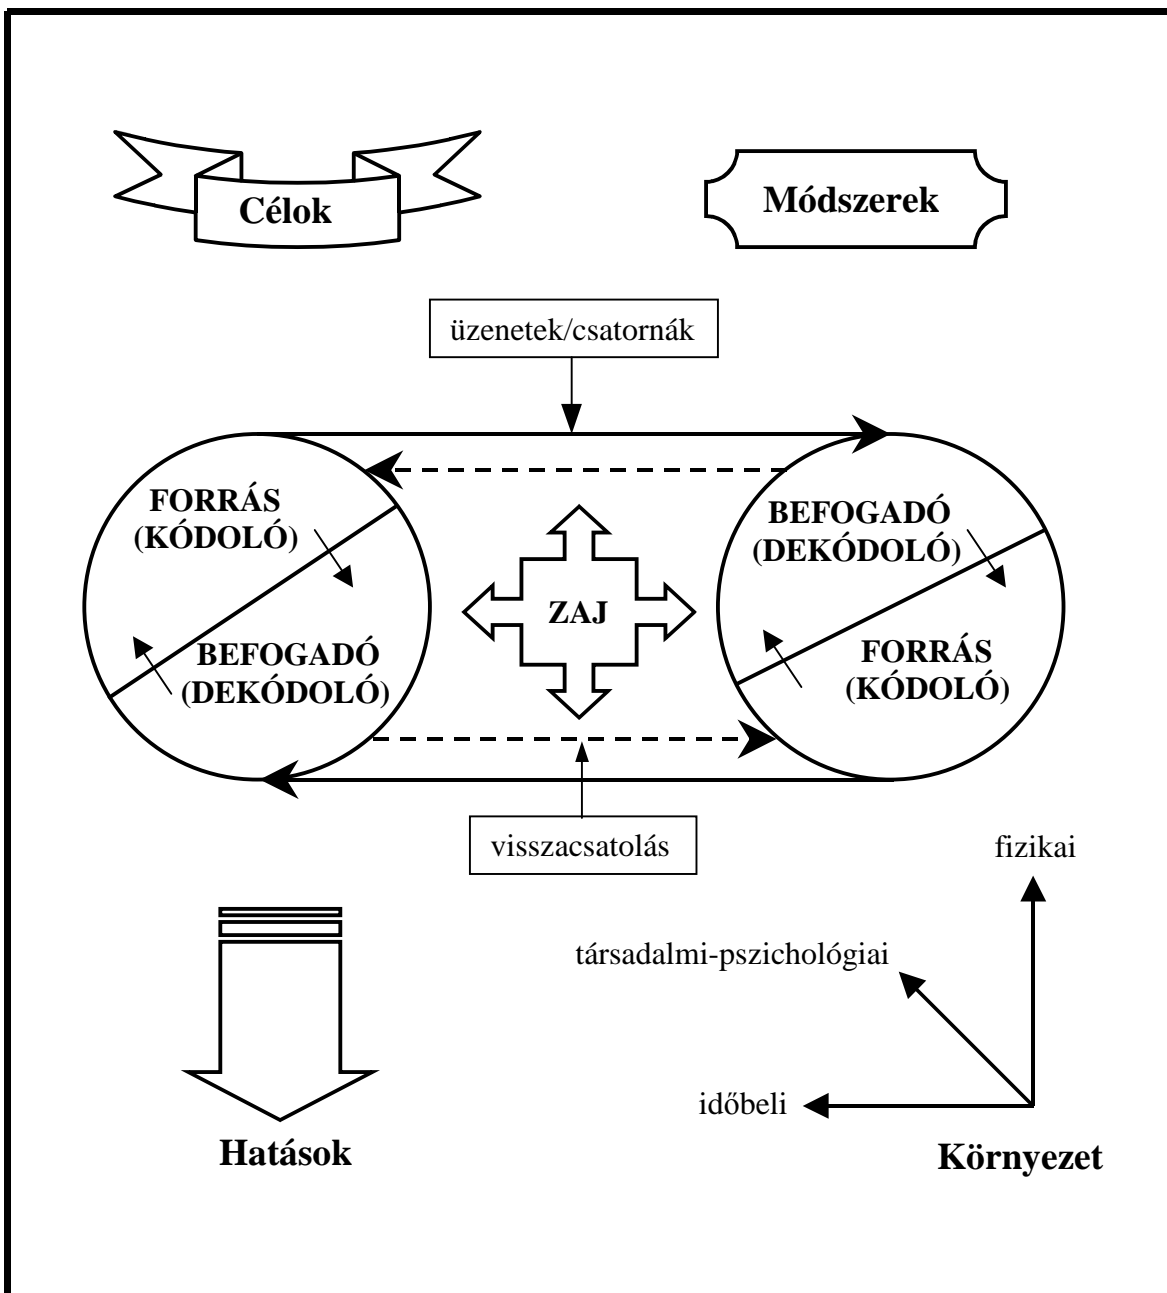 Célok
Módszerek
üzenetek/csatornák
FORRÁS
(KÓDOLÓ)
BEFOGADÓ
(DEKÓDOLÓ)
ZAJ
BEFOGADÓ
(DEKÓDOLÓ)
FORRÁS
(KÓDOLÓ)
visszacsatolás
fizikai
társadalmi-pszichológiai
időbeli
Hatások
Környezet